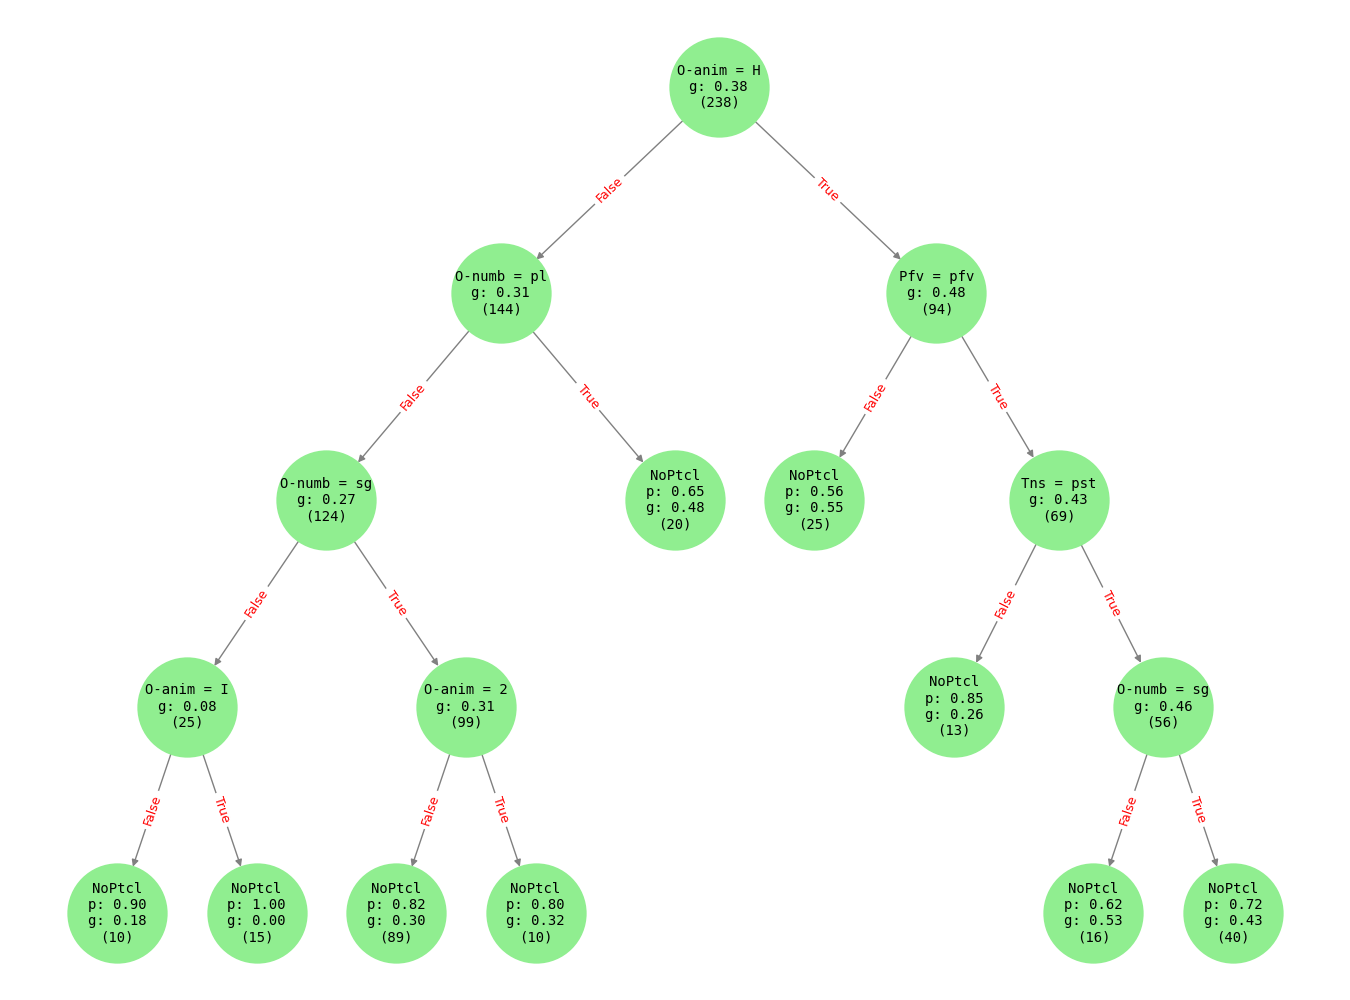 O-anim = H
g: 0.38
(238)
False
True
O-numb = pl
g: 0.31
(144)
Pfv = pfv
g: 0.48
(94)
False
True
False
True
O-numb = sg
g: 0.27
(124)
NoPtcl
p: 0.65
g: 0.48
(20)
NoPtcl
p: 0.56
g: 0.55
(25)
Tns = pst
g: 0.43
(69)
False
True
False
True
O-anim = I
g: 0.08
(25)
O-anim = 2
g: 0.31
(99)
NoPtcl
p: 0.85
g: 0.26
(13)
O-numb = sg
g: 0.46
(56)
False
True
False
True
False
True
NoPtcl
p: 0.90
g: 0.18
(10)
NoPtcl
p: 1.00
g: 0.00
(15)
NoPtcl
p: 0.82
g: 0.30
(89)
NoPtcl
p: 0.80
g: 0.32
(10)
NoPtcl
p: 0.62
g: 0.53
(16)
NoPtcl
p: 0.72
g: 0.43
(40)